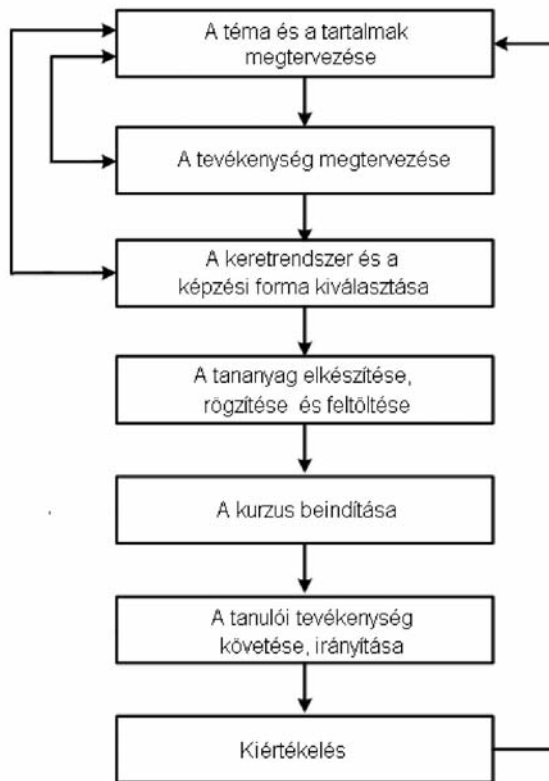 A téma és a tartalmak
megtervezése
A tevékenység megtervezése
A keretrendszer és a
képzési forma kiválasztása
A tananyag elkészítése,
rögzítése és feltöltése
A kurzus beindítása
A tanulói tevékenység
követése, irányítása
Kiértékelés